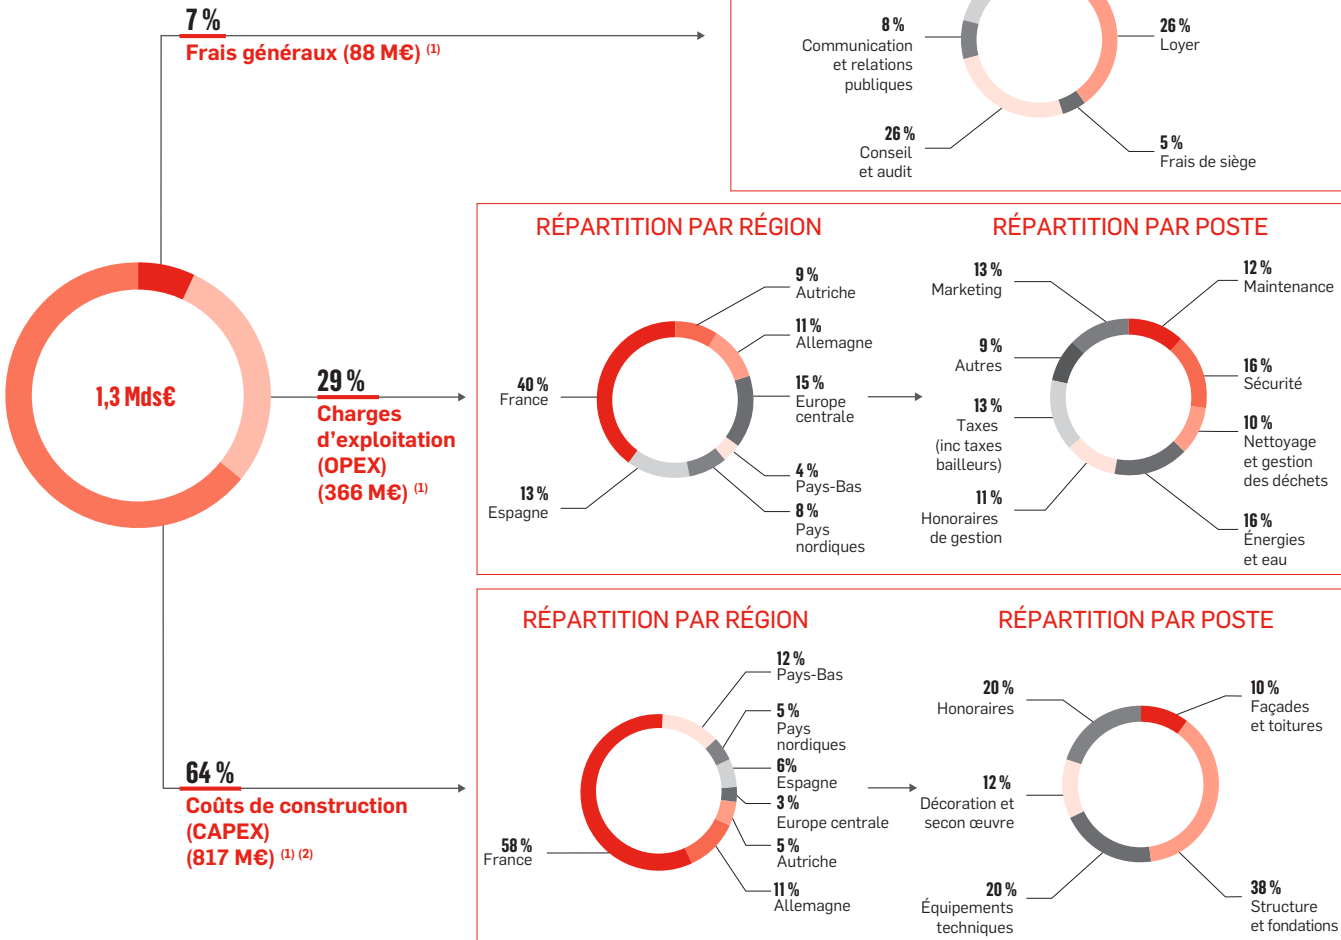 7 %
Frais généraux (88 M€) (1)
8 %
Communication
et relations
publiques
26 %
Conseil
et audit
26 %
Loyer
5 %
Frais de siège
1,3 Mds€
29 %
Charges
d'exploitation
(OPEX)
(366 M€) (1)
RÉPARTITION PAR RÉGION
9 %
Autriche
11 %
Allemagne
15 %
Europe
centrale
4 %
Pays-Bas
8 %
Pays
nordiques
40 %
France
13 %
Espagne
RÉPARTITION PAR POSTE
13 %
Marketing
9 %
Autres
13 %
Taxes
(inc taxes
bailleurs)
11 %
Honoraires
de gestion
12 %
Maintenance
16 %
Sécurité
10 %
Nettoyage
et gestion
des déchets
16 %
Énergies
et eau
64 %
Coûts de construction
(CAPEX)
(817 M€) (1) (2)
RÉPARTITION PAR RÉGION
12 %
Pays-Bas
5 %
Pays
nordiques
6%
Espagne
3 %
Europe centrale
5 %
Autriche
11 %
Allemagne
58 %
France
RÉPARTITION PAR POSTE
20 %
Honoraires
12 %
Décoration et
secon œuvre
20 %
Équipements
techniques
10 %
Façades
et toitures
38 %
Structure
et fondations